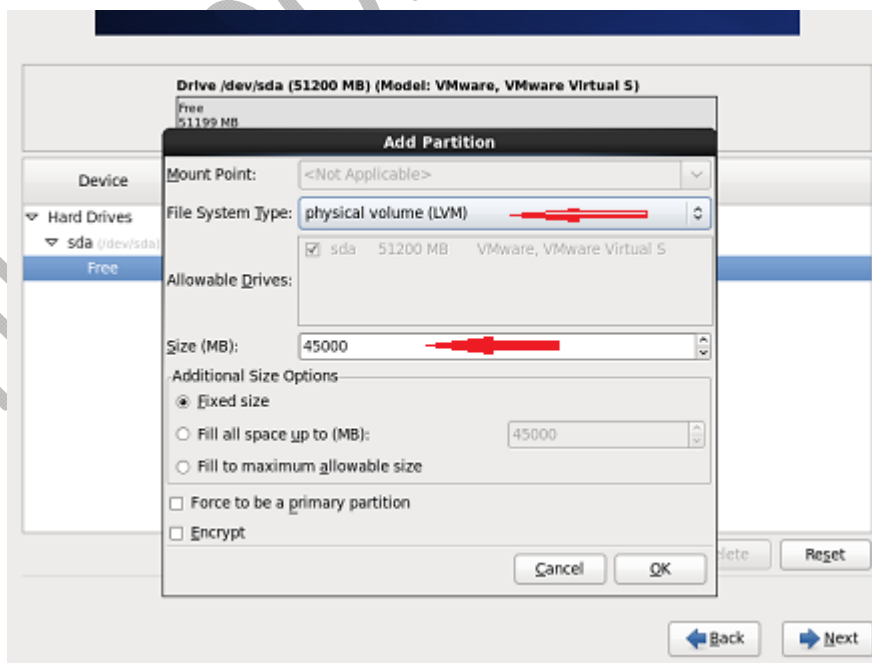 Drive /dev/sda (51200 MB) (Model: VMware, VMware Virtual S)
Free
51199 MB
Add Partition
Device
Mount Point: <Not Applicable>
File System Type: physical volume (LVM)
Hard Drives
sda (/dev/sda)
Free
Allowable Drives:
sda 51200 MB VMware, VMware Virtual S
Size (MB): 45000
Additional Size Options
Fixed size
Fill all space up to (MB): 45000
Fill to maximum allowable size
Force to be a primary partition
Encrypt
Cancel OK
Reset
Back Next